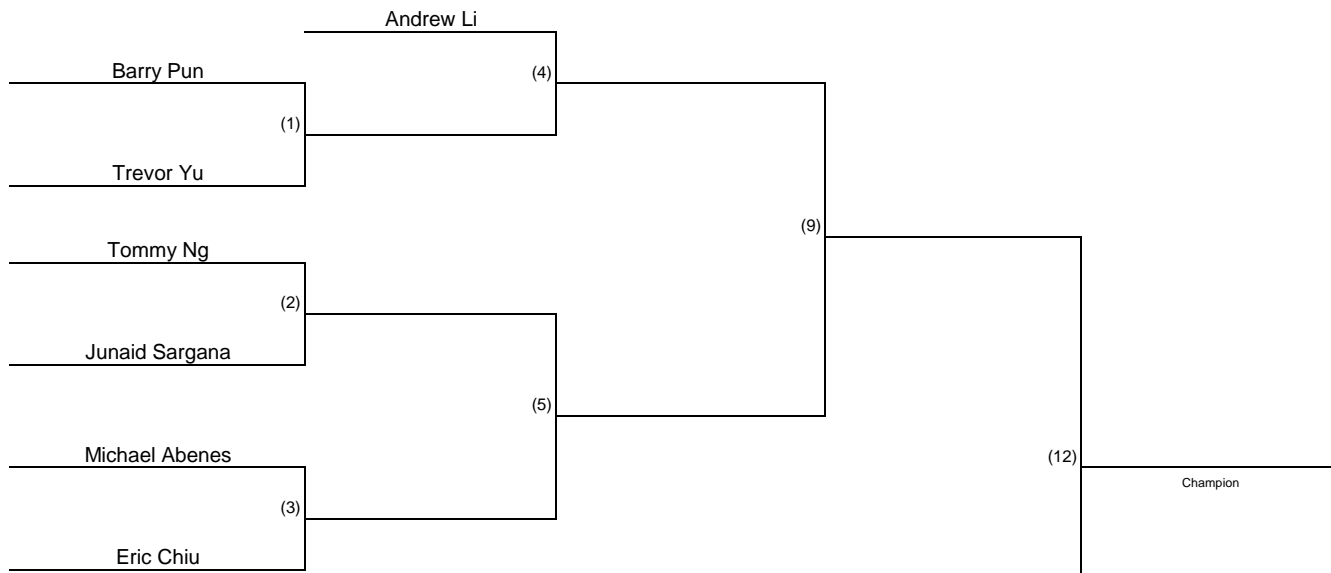 Andrew Li
Barry Pun
(4)
(1)
Trevor Yu
(9)
Tommy Ng
(2)
Junaid Sargana
(5)
Michael Abenes
(12)
Champion
(3)
Eric Chiu